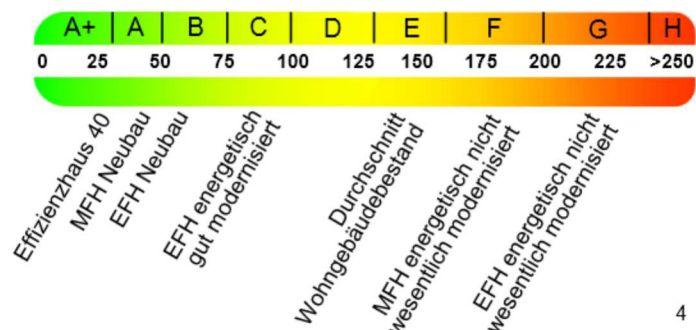 A+ | A | B | C | D | E | F | G | H
0 25 50 75 100 125 150 175 200 225 >250
Effizienzhaus 40
MFH Neubau
EFH Neubau
EFH energetisch
gut modernisiert
Durchschnitt
Wohngebäudebestand
MFH energetisch nicht
wesentlich modernisiert
EFH energetisch nicht
wesentlich modernisiert
4